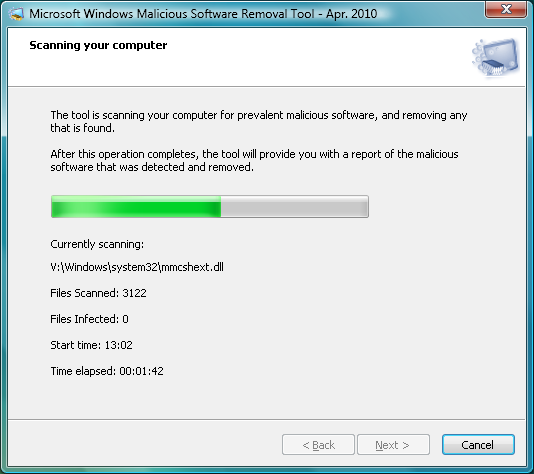 Microsoft Windows Malicious Software Removal Tool - Apr. 2010
Scanning your computer
The tool is scanning your computer for prevalent malicious software, and removing any
that is found.
After this operation completes, the tool will provide you with a report of the malicious
software that was detected and removed.
Currently scanning:
V:\Windows\system32\mmcshext.dll
Files Scanned: 3122
Files Infected: 0
Start time: 13:02
Time elapsed: 00:01:42
< Back
Next >
Cancel